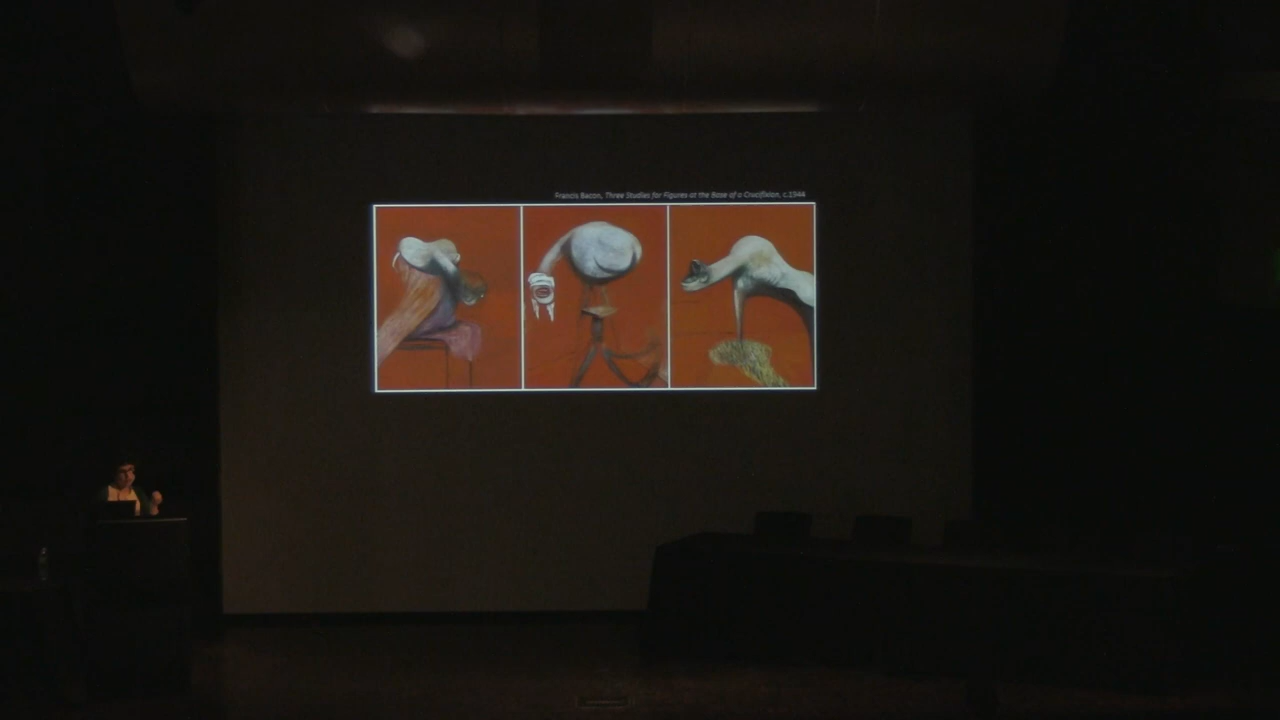 Francis Bacon, Three Studies for Figures at the Base of a Crucifixion, c.1944